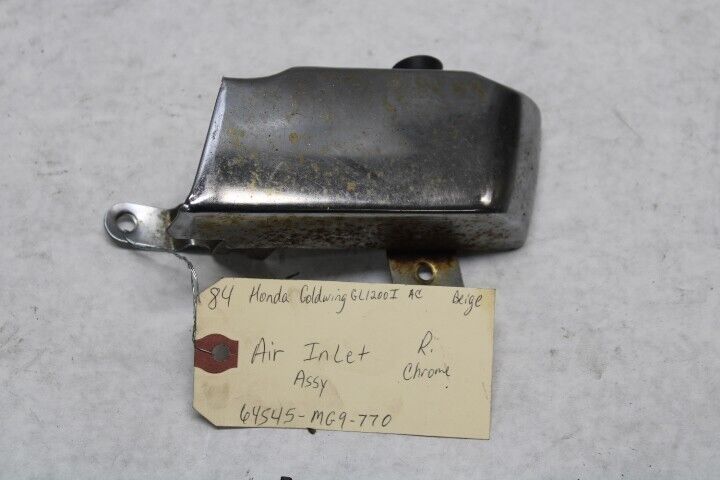 84 Honda Goldwing GL1200I AC Beige
Air Inlet R.
Assy Chrome
64545-MG9-770